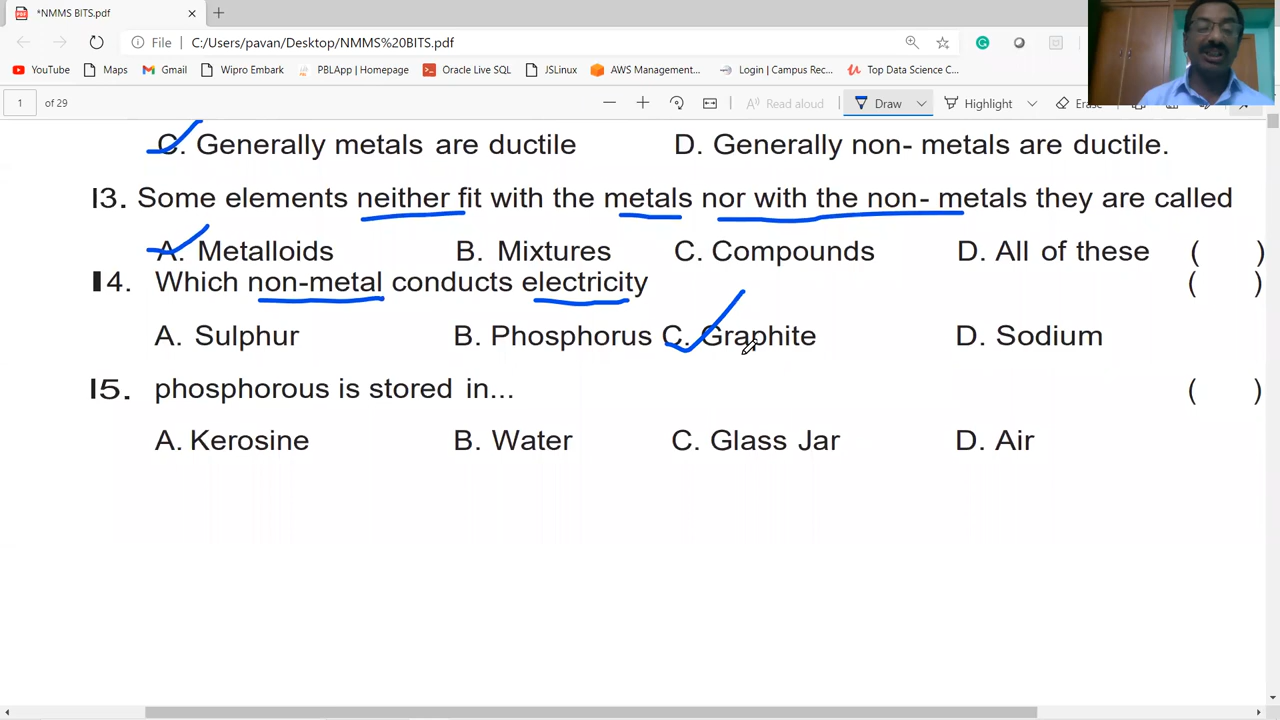 *NMMS BITS.pdf
File C:/Users/pavan/Desktop/NMMS%20BITS.pdf
YouTube Maps Gmail Wipro Embark PBLApp | Homepage Oracle Live SQL JSLinux AWS Management... Login | Campus Rec... Top Data Science C...
1 of 29 Read aloud Draw Highlight Erase
C. Generally metals are ductile D. Generally non- metals are ductile.
13. Some elements neither fit with the metals nor with the non- metals they are called
A. Metalloids B. Mixtures C. Compounds D. All of these ( )
14. Which non-metal conducts electricity ( )
A. Sulphur B. Phosphorus C. Graphite D. Sodium
15. phosphorous is stored in... ( )
A. Kerosine B. Water C. Glass Jar D. Air